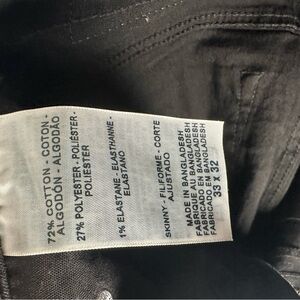 72% COTTON - COTON -
ALGODÓN - ALGODÃO
27% POLYESTER - POLIÉSTER -
POLIESTER
1% ELASTANE - ELASTHANNE -
ELASTANO
SKINNY - FILIFORME - CORTE
AJUSTADO
MADE IN BANGLADESH
FABRIQUÉ AU BANGLADESH
FABRICADO EN BANGLADESH
FABRICADO EM BANGLADESH
33 X 32